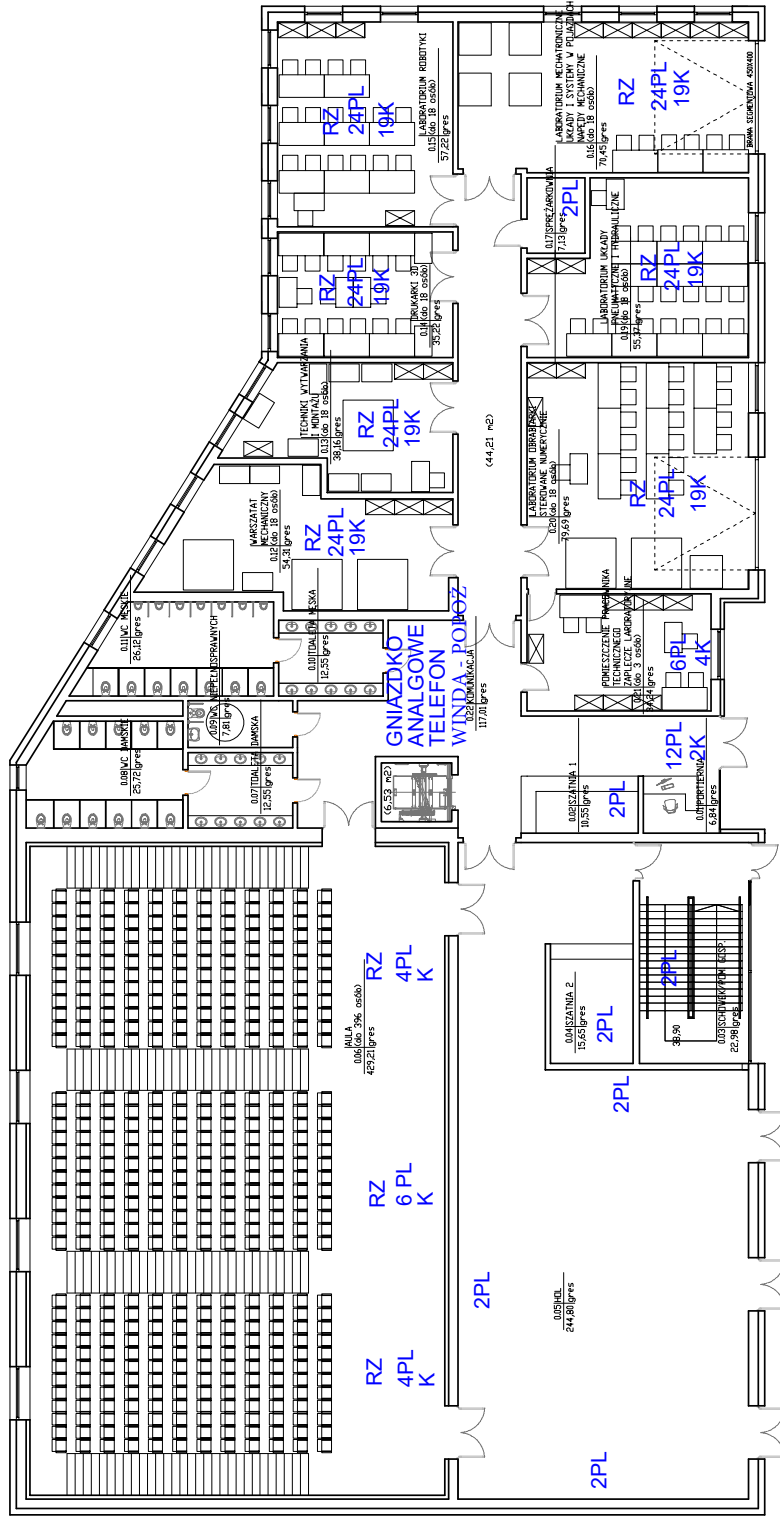 LABORATORIUM ROBOTYKI
0.15 (do 18 osób)
57,22 gres
RZ
24PL
19K
LABORATORIUM MECHATRONICZNE
UKŁADY I SYSTEMY W POJAZDACH
NAPĘDY MECHANICZNE
0.16 (do 18 osób)
70,45 gres
RZ
24PL
19K
BRAMA SEGMENTOWA 450X400
0.17 SPRĘŻARKOWNIA
7,13 gres
2PL
DRUKARKI 3D
0.14 (do 18 osób)
35,22 gres
RZ
24PL
19K
LABORATORIUM UKŁADY
PNEUMATYCZNE I HYDRAULICZNE
0.19 (do 18 osób)
55,37 gres
RZ
24PL
19K
TECHNIKI WYTWARZANIA
I MONTAŻU
0.13 (do 18 osób)
38,16 gres
RZ
24PL
19K
(44,21 m2)
LABORATORIUM OBRABIARKI
STEROWANE NUMERYCZNIE
0.20 (do 18 osób)
79,69 gres
RZ
24PL
19K
WARSZTAT
MECHANICZNY
0.12 (do 18 osób)
54,31 gres
RZ
24PL
19K
0.11 WC MĘSKIE
26,12 gres
0.10 TOALETA MĘSKA
12,55 gres
POMIESZCZENIE PRACOWNIKA
TECHNICZNEGO
ZAPLECZE LABORATORYJNE
0.21 (do 3 osób)
gres
6PL
4K
GNIAZDKO
ANALGOWE
TELEFON
WINDA - POPOŻ
0.22 KOMUNIKACJA
117,01 gres
0.09 WC NIEPEŁNOSPRAWNYCH
7,81 gres
0.08 WC DAMSKIE
25,72 gres
0.07 TOALETA DAMSKA
12,55 gres
(6,53 m2)
0.02 SZATNIA 1
10,55 gres
2PL
12PL
2K
0.01 PORTIERNIA
6,84 gres
AULA
0.06 (do 396 osób)
429,21 gres
RZ
4PL
K
RZ
6 PL
K
RZ
4PL
K
0.04 SZATNIA 2
15,65 gres
2PL
2PL
38,90
0.03 SCHOWEK/POM. GOSP.
22,98 gres
2PL
2PL
0.05 HOL
244,80 gres
2PL